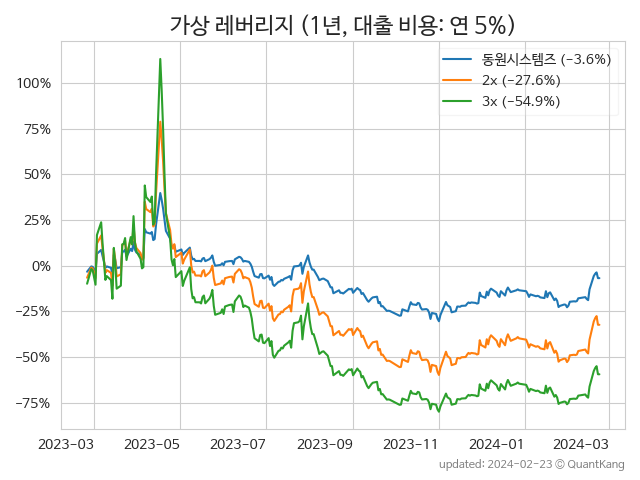 가상 레버리지 (1년, 대출 비용: 연 5%)
동원시스템즈 (−3.6%)
2x (−27.6%)
3x (−54.9%)
100%
75%
50%
25%
0%
−25%
−50%
−75%
2023-03 2023-05 2023-07 2023-09 2023-11 2024-01 2024-03
updated: 2024-02-23 © QuantKang